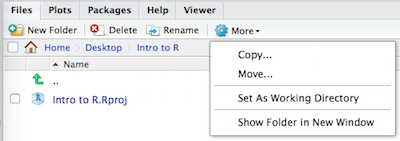 Files Plots Packages Help Viewer
New Folder Delete Rename More
Home Desktop Intro to R
Name
..
Intro to R.Rproj
Copy...
Move...
Set As Working Directory
Show Folder in New Window